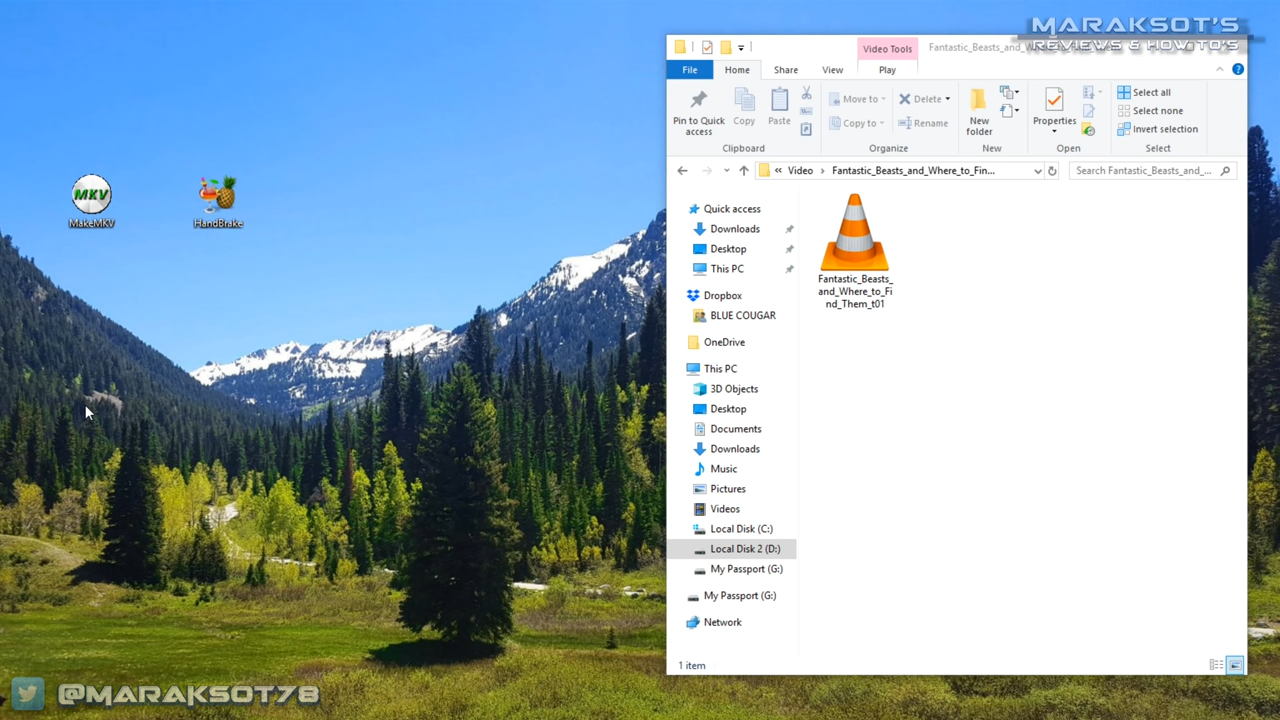 MARAKSOT'S
REVIEWS & HOWTO'S
Video Tools
Fantastic_Beasts_and_W
File
Home
Share
View
Play
Pin to Quick
access
Copy
Paste
Move to
Copy to
Delete
Rename
New
folder
Properties
Select all
Select none
Invert selection
Clipboard
Organize
New
Open
Select
« Video › Fantastic_Beasts_and_Where_to_Fin...
Search Fantastic_Beasts_and_...
MKV
MakeMKV
HandBrake
Quick access
Downloads
Desktop
This PC
Dropbox
BLUE COUGAR
OneDrive
This PC
3D Objects
Desktop
Documents
Downloads
Music
Pictures
Videos
Local Disk (C:)
Local Disk 2 (D:)
My Passport (G:)
My Passport (G:)
Network
Fantastic_Beasts_
and_Where_to_Fi
nd_Them_t01
1 item
@MARAKSOT78